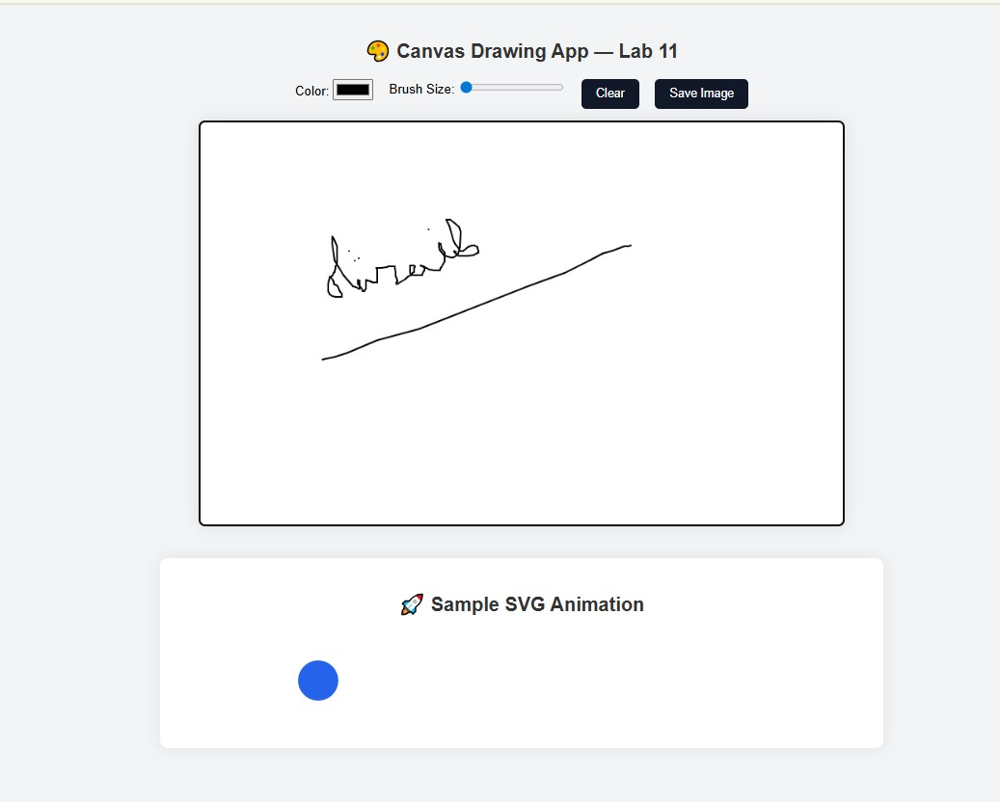 🎨 Canvas Drawing App — Lab 11
Color: Brush Size: Clear Save Image
🚀 Sample SVG Animation